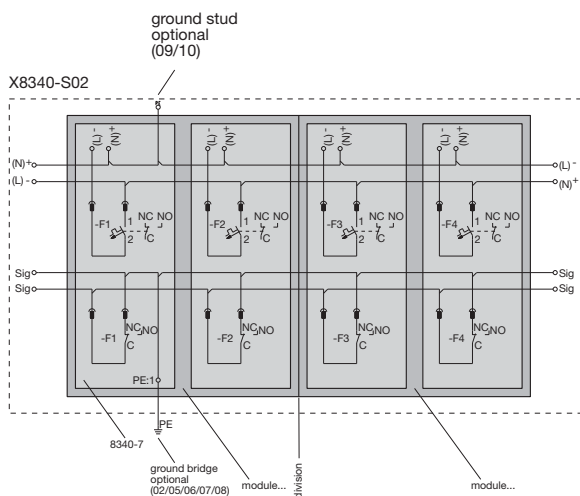 ground stud
optional
(09/10)
X8340-S02
(L) - (N) + (L) - (N) + (L) - (N) + (L) - (N) +
(N)+ (L) -
(L) - (N)+
-F1 1 2 NC NO C -F2 1 2 NC NO C -F3 1 2 NC NO C -F4 1 2 NC NO C
Sig Sig
Sig Sig
-F1 NC NO C -F2 NC NO C -F3 NC NO C -F4 NC NO C
PE:1
PE
8340-7
ground bridge
optional
(02/05/06/07/08)
module...
division
module...